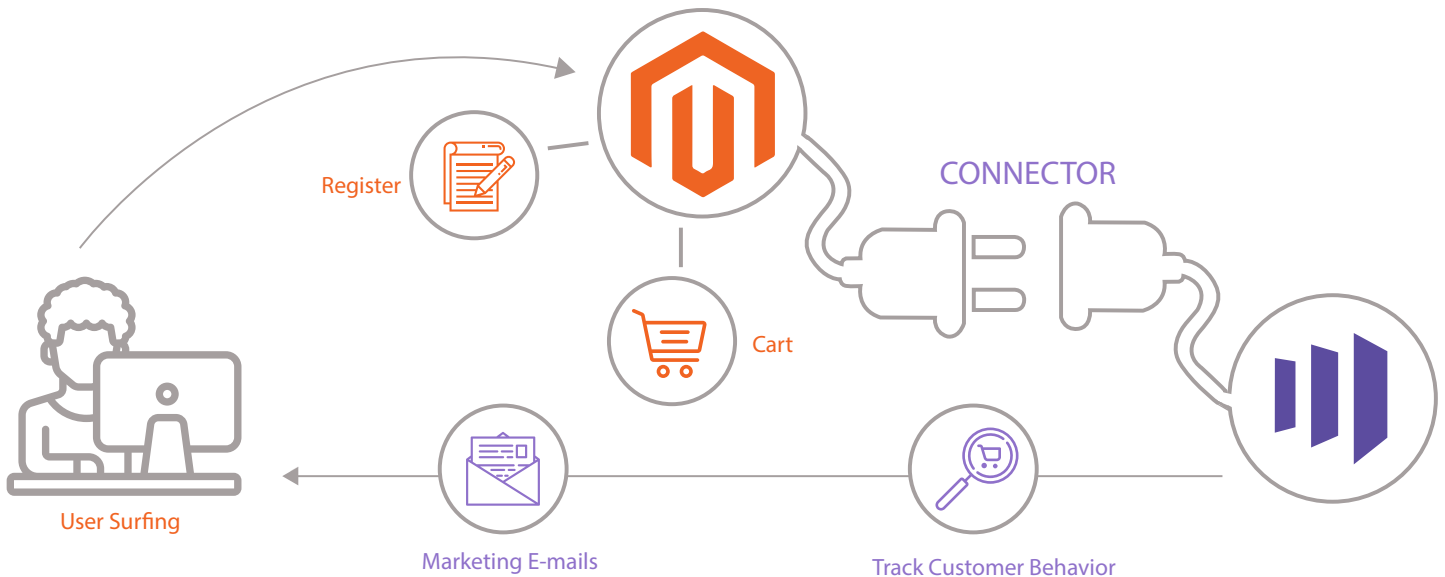 CONNECTOR
Register
Cart
User Surfing
Marketing E-mails
Track Customer Behavior